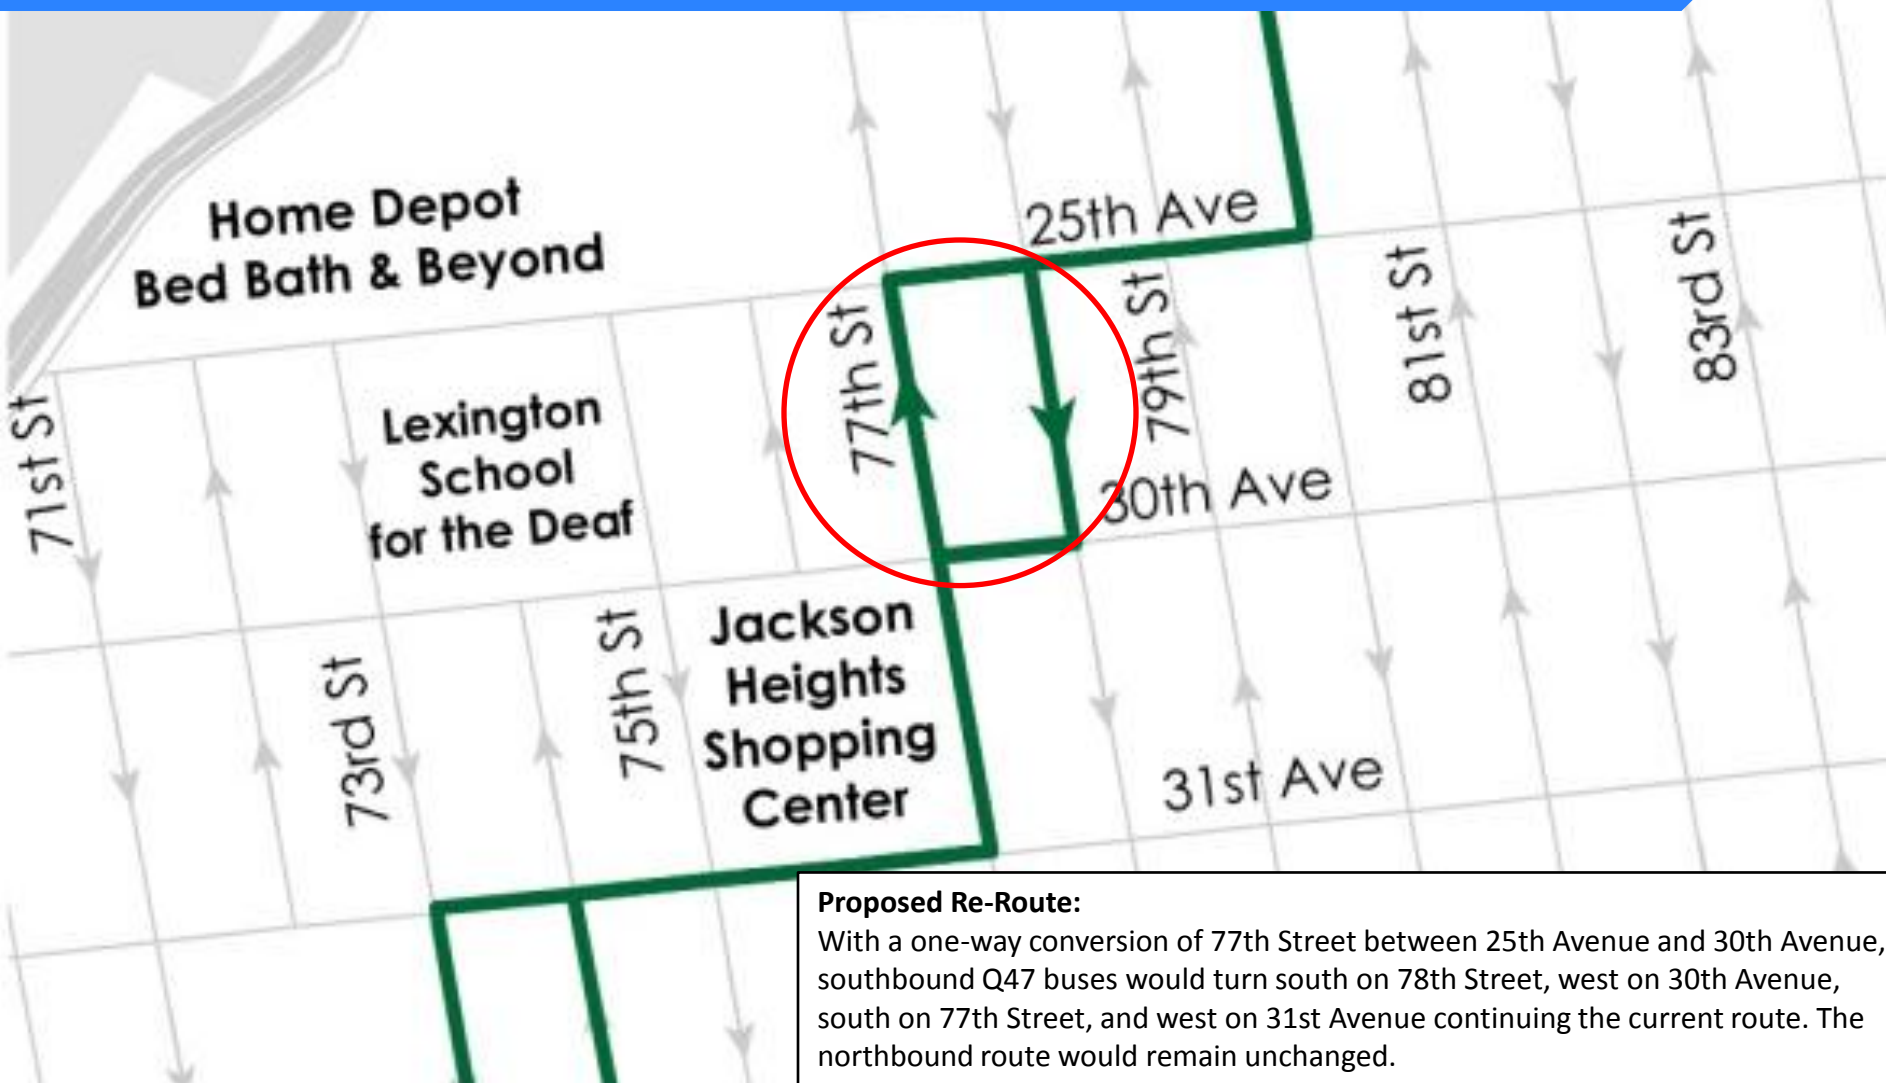 25th Ave
Home Depot
Bed Bath & Beyond
77th St
79th St
81st St
83rd St
71st St
Lexington
School
for the Deaf
30th Ave
73rd St
75th St
Jackson
Heights
Shopping
Center
31st Ave
Proposed Re-Route:
With a one-way conversion of 77th Street between 25th Avenue and 30th Avenue,
southbound Q47 buses would turn south on 78th Street, west on 30th Avenue,
south on 77th Street, and west on 31st Avenue continuing the current route. The
northbound route would remain unchanged.